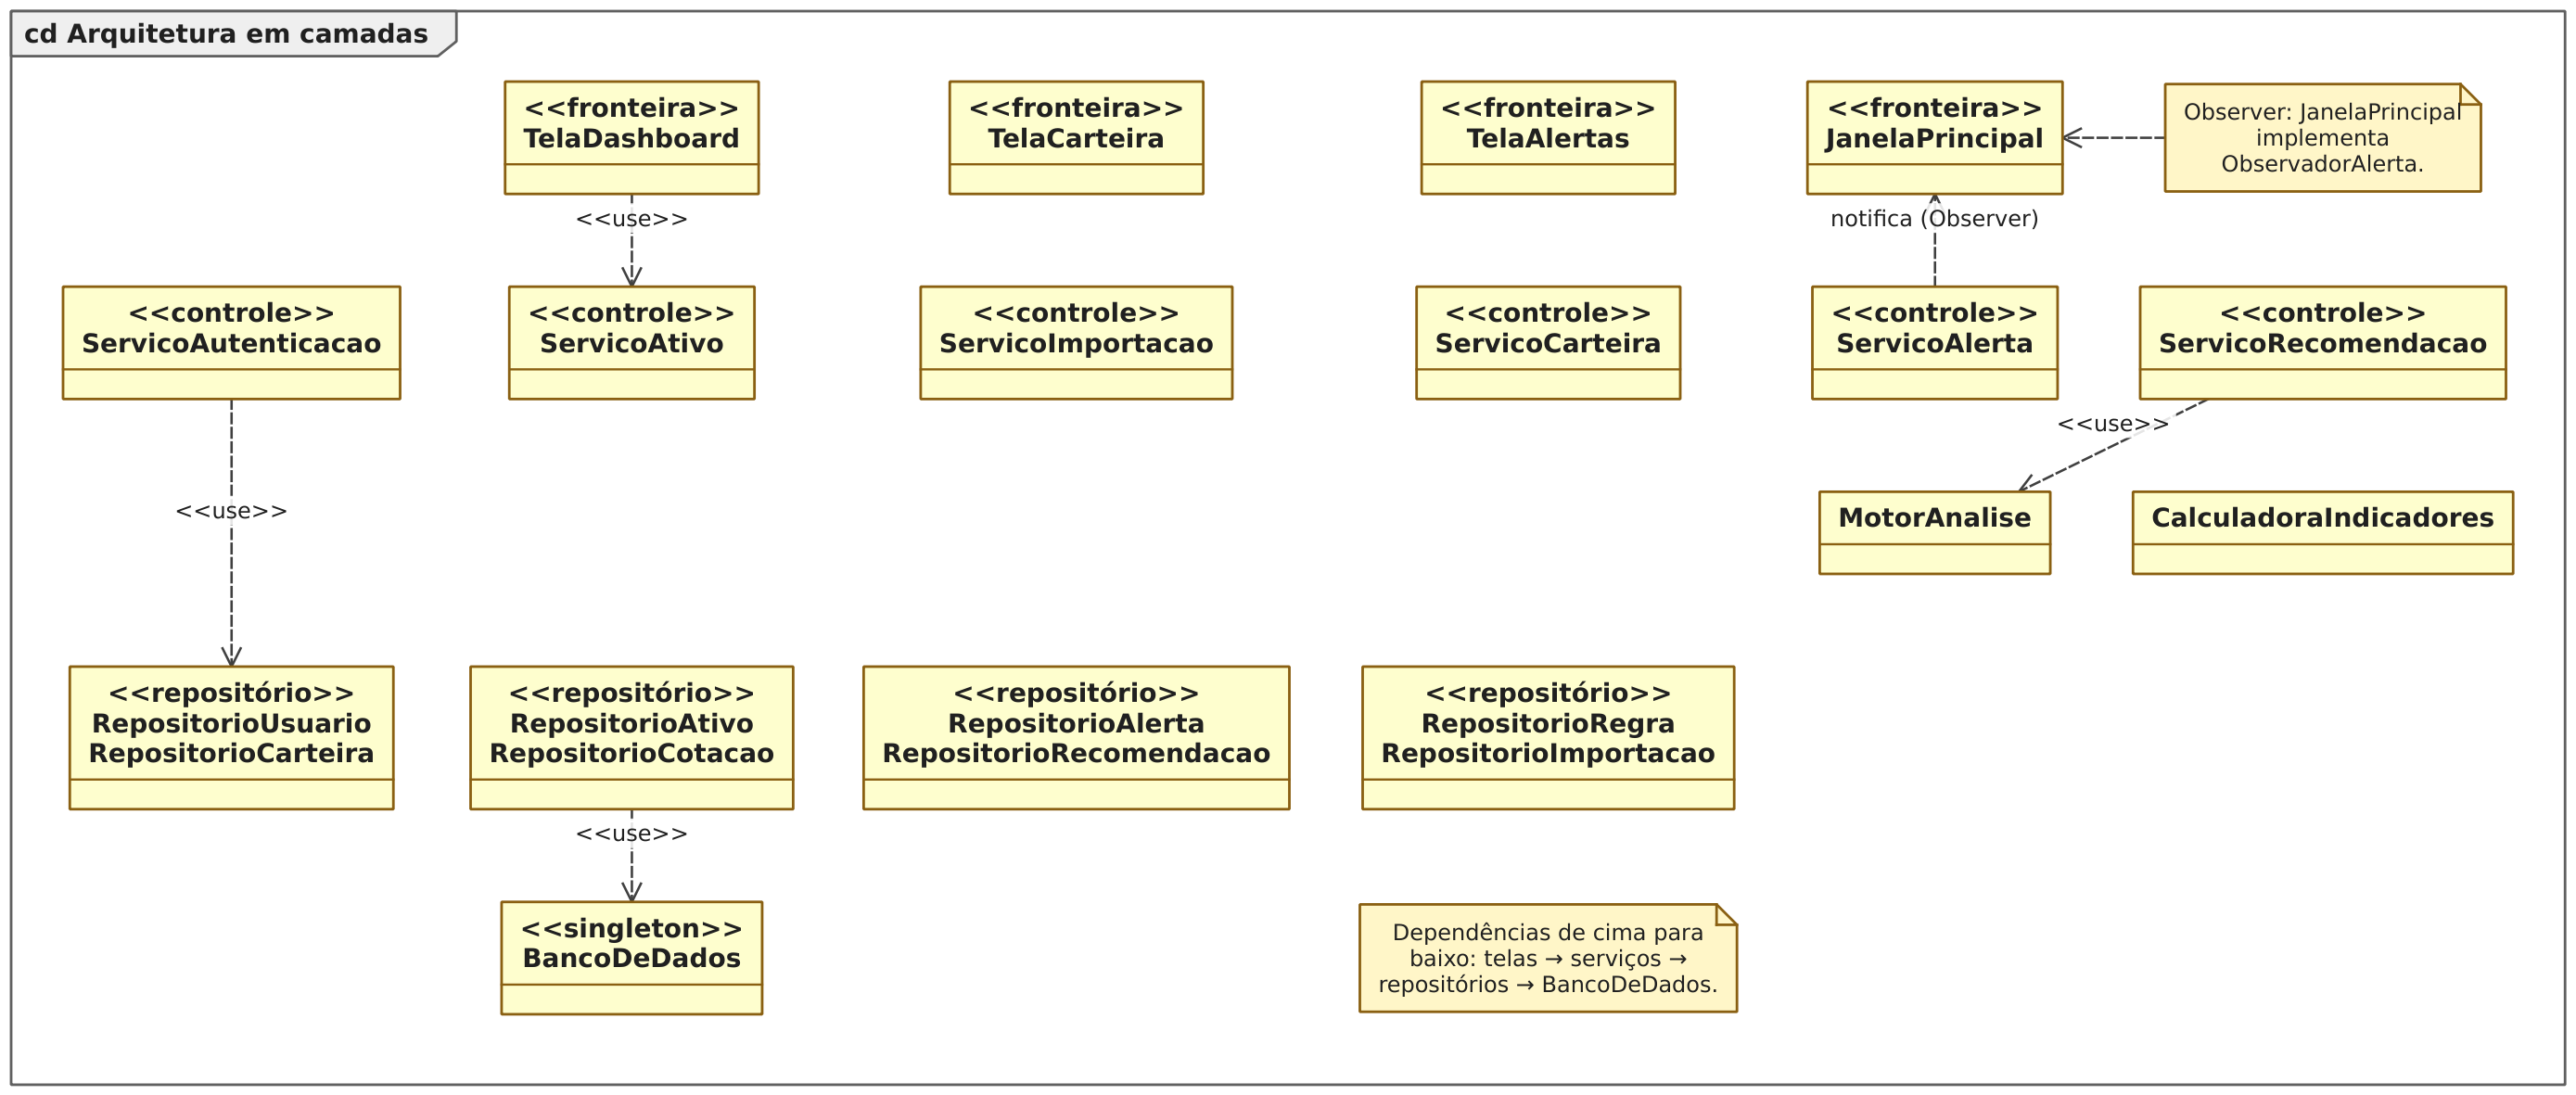 cd Arquitetura em camadas
<<fronteira>>
TelaDashboard
<<fronteira>>
TelaCarteira
<<fronteira>>
TelaAlertas
<<fronteira>>
JanelaPrincipal
Observer: JanelaPrincipal
implementa
ObservadorAlerta.
<<use>>
notifica (Observer)
<<controle>>
ServicoAutenticacao
<<controle>>
ServicoAtivo
<<controle>>
ServicoImportacao
<<controle>>
ServicoCarteira
<<controle>>
ServicoAlerta
<<controle>>
ServicoRecomendacao
<<use>>
<<use>>
MotorAnalise
CalculadoraIndicadores
<<repositório>>
RepositorioUsuario
RepositorioCarteira
<<repositório>>
RepositorioAtivo
RepositorioCotacao
<<repositório>>
RepositorioAlerta
RepositorioRecomendacao
<<repositório>>
RepositorioRegra
RepositorioImportacao
<<use>>
<<singleton>>
BancoDeDados
Dependências de cima para
baixo: telas → serviços →
repositórios → BancoDeDados.